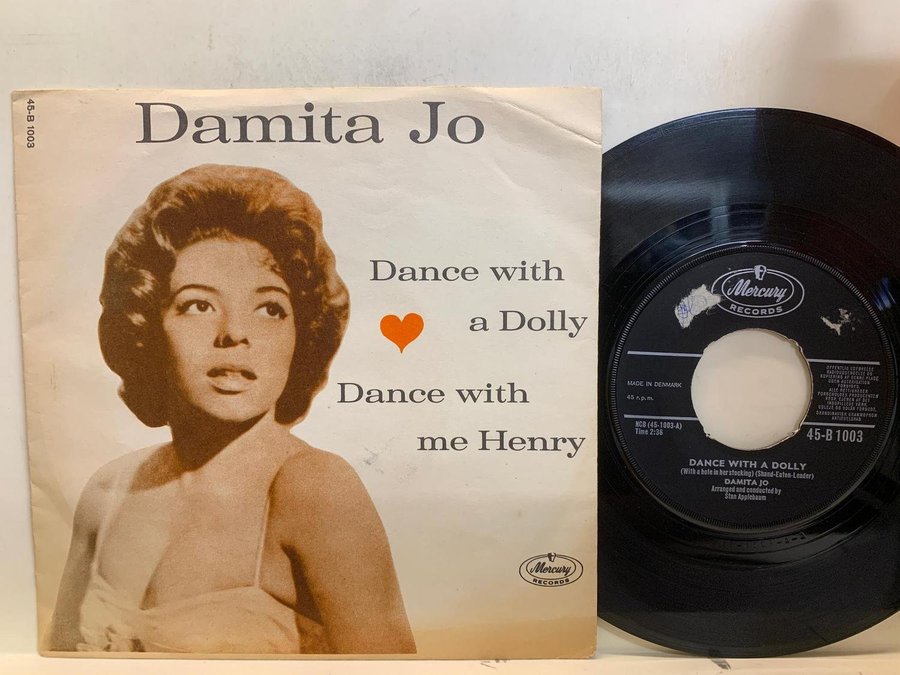 45-B 1003
Damita Jo
Dance with
a Dolly
Dance with
me Henry
Mercury
RECORDS
Mercury
RECORDS
MADE IN DENMARK
45 r.p.m.
NCB (45-1003-A)
Time 2:36
45-B 1003
DANCE WITH A DOLLY
(With a hole in her stocking) (Shand-Eaton-Leader)
DAMITA JO
Arranged and conducted by
Stan Applebaum